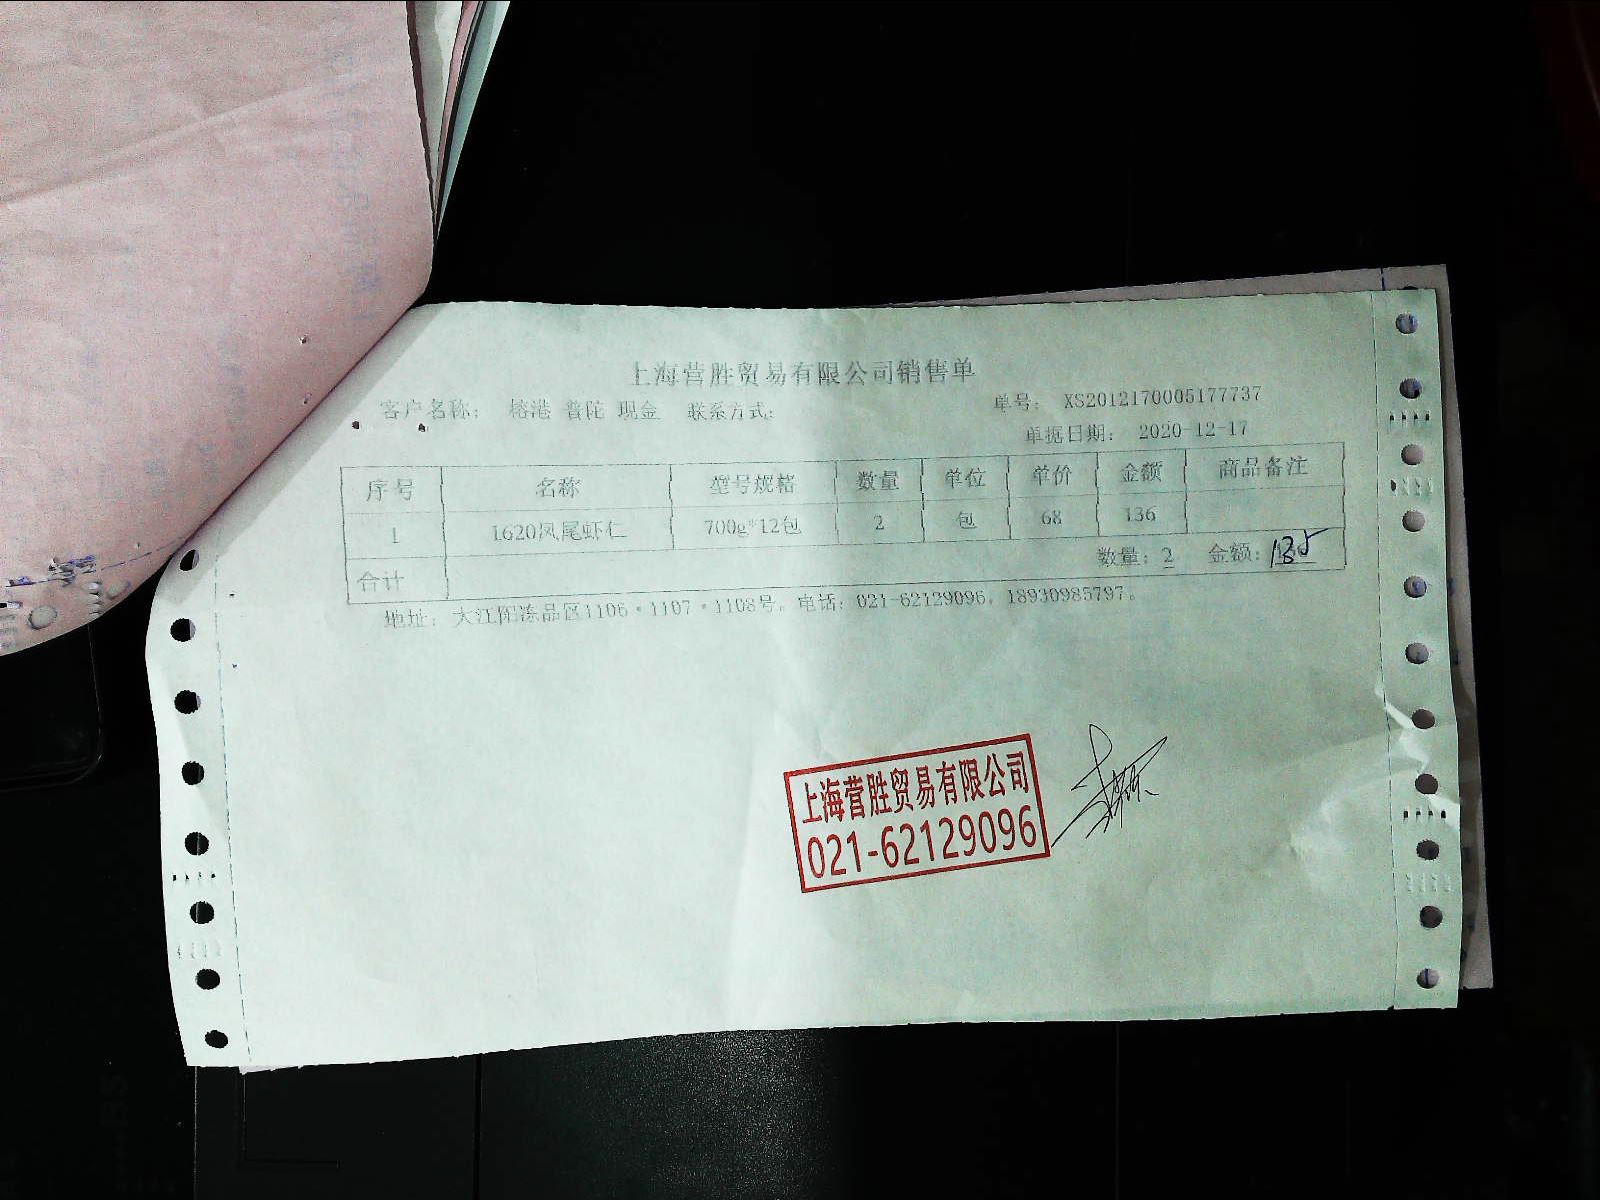 上海营胜贸易有限公司销售单
客户名称： 榕港 普陀 现金 联系方式： 单号： XS2012170005177737
单据日期： 2020-12-17
序号 名称 型号规格 数量 单位 单价 金额 商品备注
1 1620凤尾虾仁 700g*12包 2 包 68 136
合计 数量：2 金额：135
地址：大江阳冻品区1106·1107·1108号。电话：021-62129096，18930985797。
上海营胜贸易有限公司
021-62129096